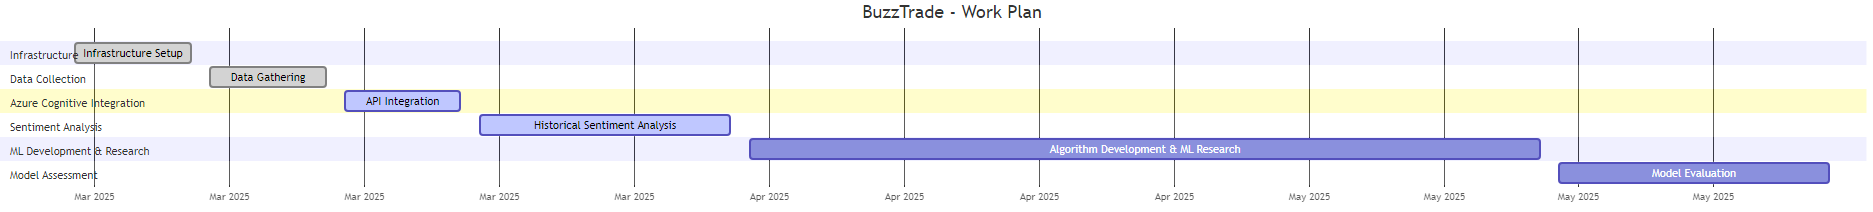 BuzzTrade - Work Plan
Infrastructure
Infrastructure Setup
Data Collection
Data Gathering
Azure Cognitive Integration
API Integration
Sentiment Analysis
Historical Sentiment Analysis
ML Development & Research
Algorithm Development & ML Research
Model Assessment
Model Evaluation
Mar 2025 Mar 2025 Mar 2025 Mar 2025 Mar 2025 Apr 2025 Apr 2025 Apr 2025 Apr 2025 May 2025 May 2025 May 2025 May 2025